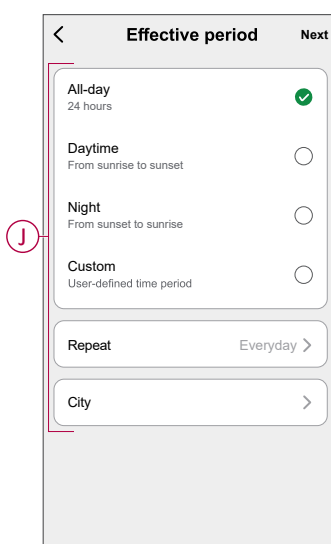 Effective period Next
All-day
24 hours
Daytime
From sunrise to sunset
Night
From sunset to sunrise
J
Custom
User-defined time period
Repeat Everyday
City